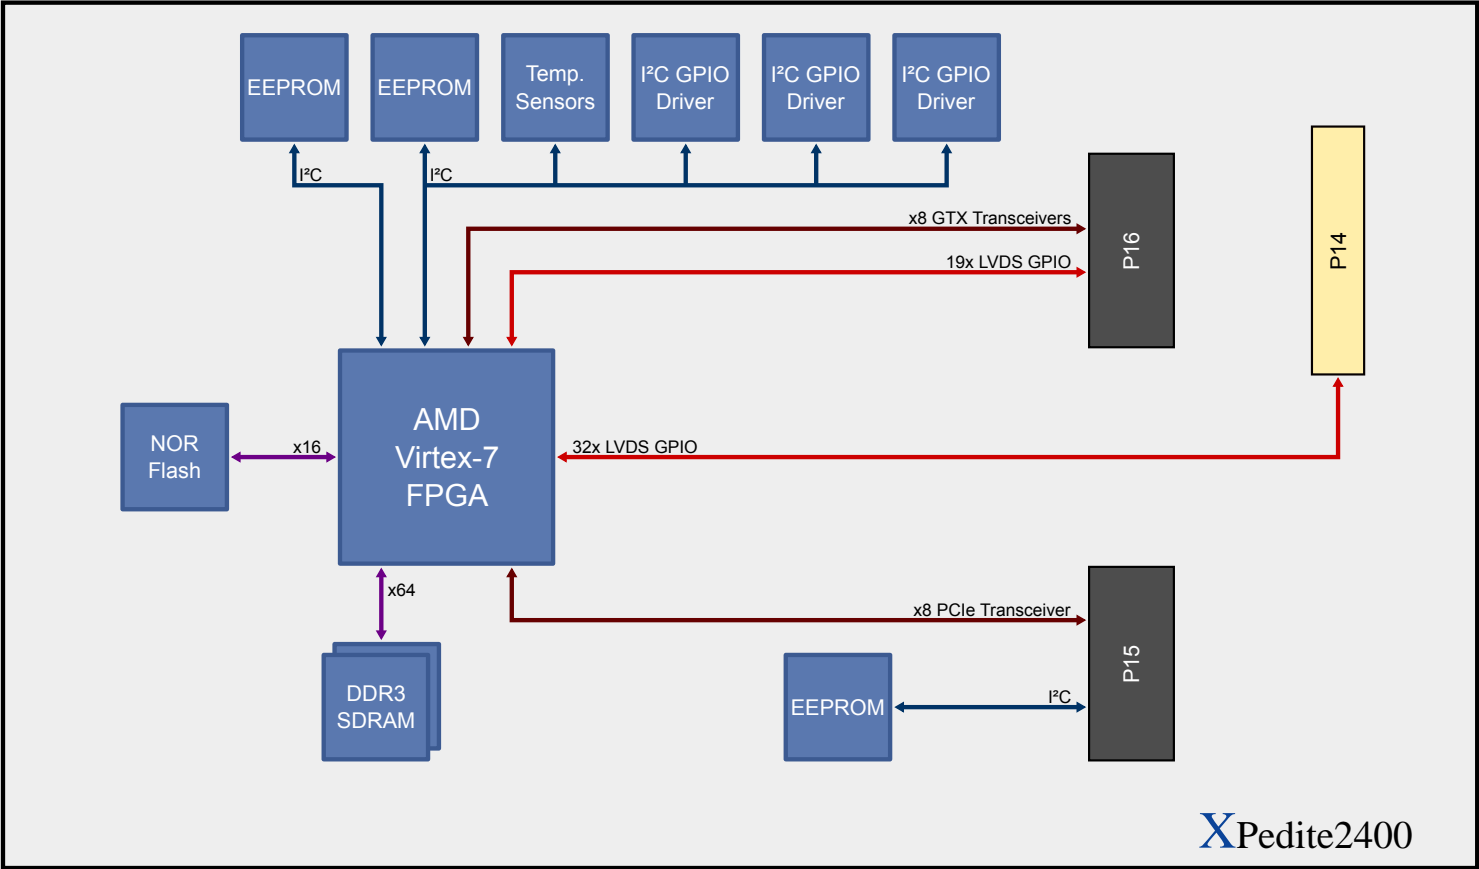 EEPROM
EEPROM
Temp.
Sensors
I²C GPIO
Driver
I²C GPIO
Driver
I²C GPIO
Driver
I²C
I²C
x8 GTX Transceivers
19x LVDS GPIO
P16
P14
AMD
Virtex-7
FPGA
NOR
Flash
x16
32x LVDS GPIO
x64
x8 PCIe Transceiver
P15
DDR3
SDRAM
EEPROM
I²C
XPedite2400